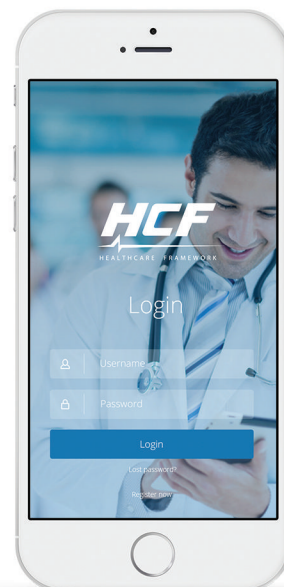 HCF
HEALTHCARE FRAMEWORK
Login
Username
Password
Login
Lost password?
Register now